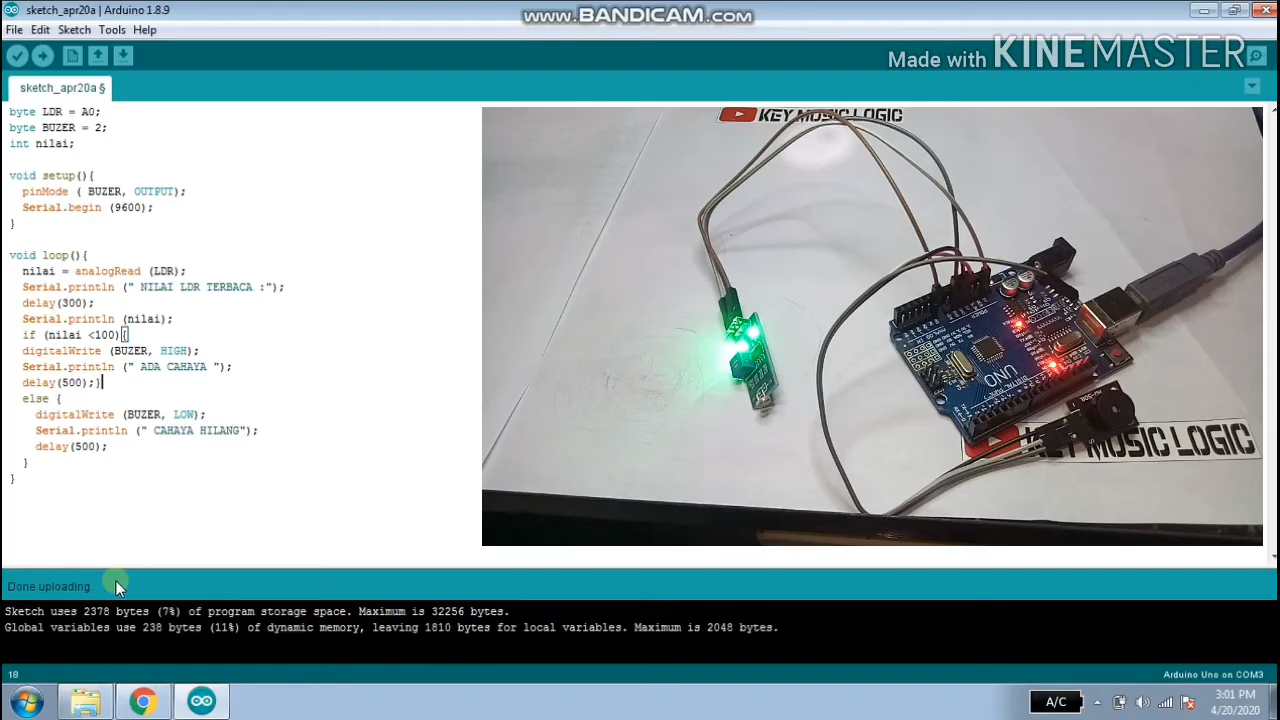 sketch_apr20a | Arduino 1.8.9
www.BANDICAM.com
File Edit Sketch Tools Help
Made with KINEMASTER
sketch_apr20a §
byte LDR = A0;
byte BUZER = 2;
int nilai;
void setup(){
pinMode ( BUZER, OUTPUT);
Serial.begin (9600);
}
void loop(){
nilai = analogRead (LDR);
Serial.println (" NILAI LDR TERBACA :");
delay(300);
Serial.println (nilai);
if (nilai <100){
digitalWrite (BUZER, HIGH);
Serial.println (" ADA CAHAYA ");
delay(500);}
else {
digitalWrite (BUZER, LOW);
Serial.println (" CAHAYA HILANG");
delay(500);
}
}
KEY MUSIC LOGIC
UNO
KEY MUSIC LOGIC
Done uploading.
Sketch uses 2378 bytes (7%) of program storage space. Maximum is 32256 bytes.
Global variables use 238 bytes (11%) of dynamic memory, leaving 1810 bytes for local variables. Maximum is 2048 bytes.
18
Arduino Uno on COM3
A/C
3:01 PM
4/20/2020